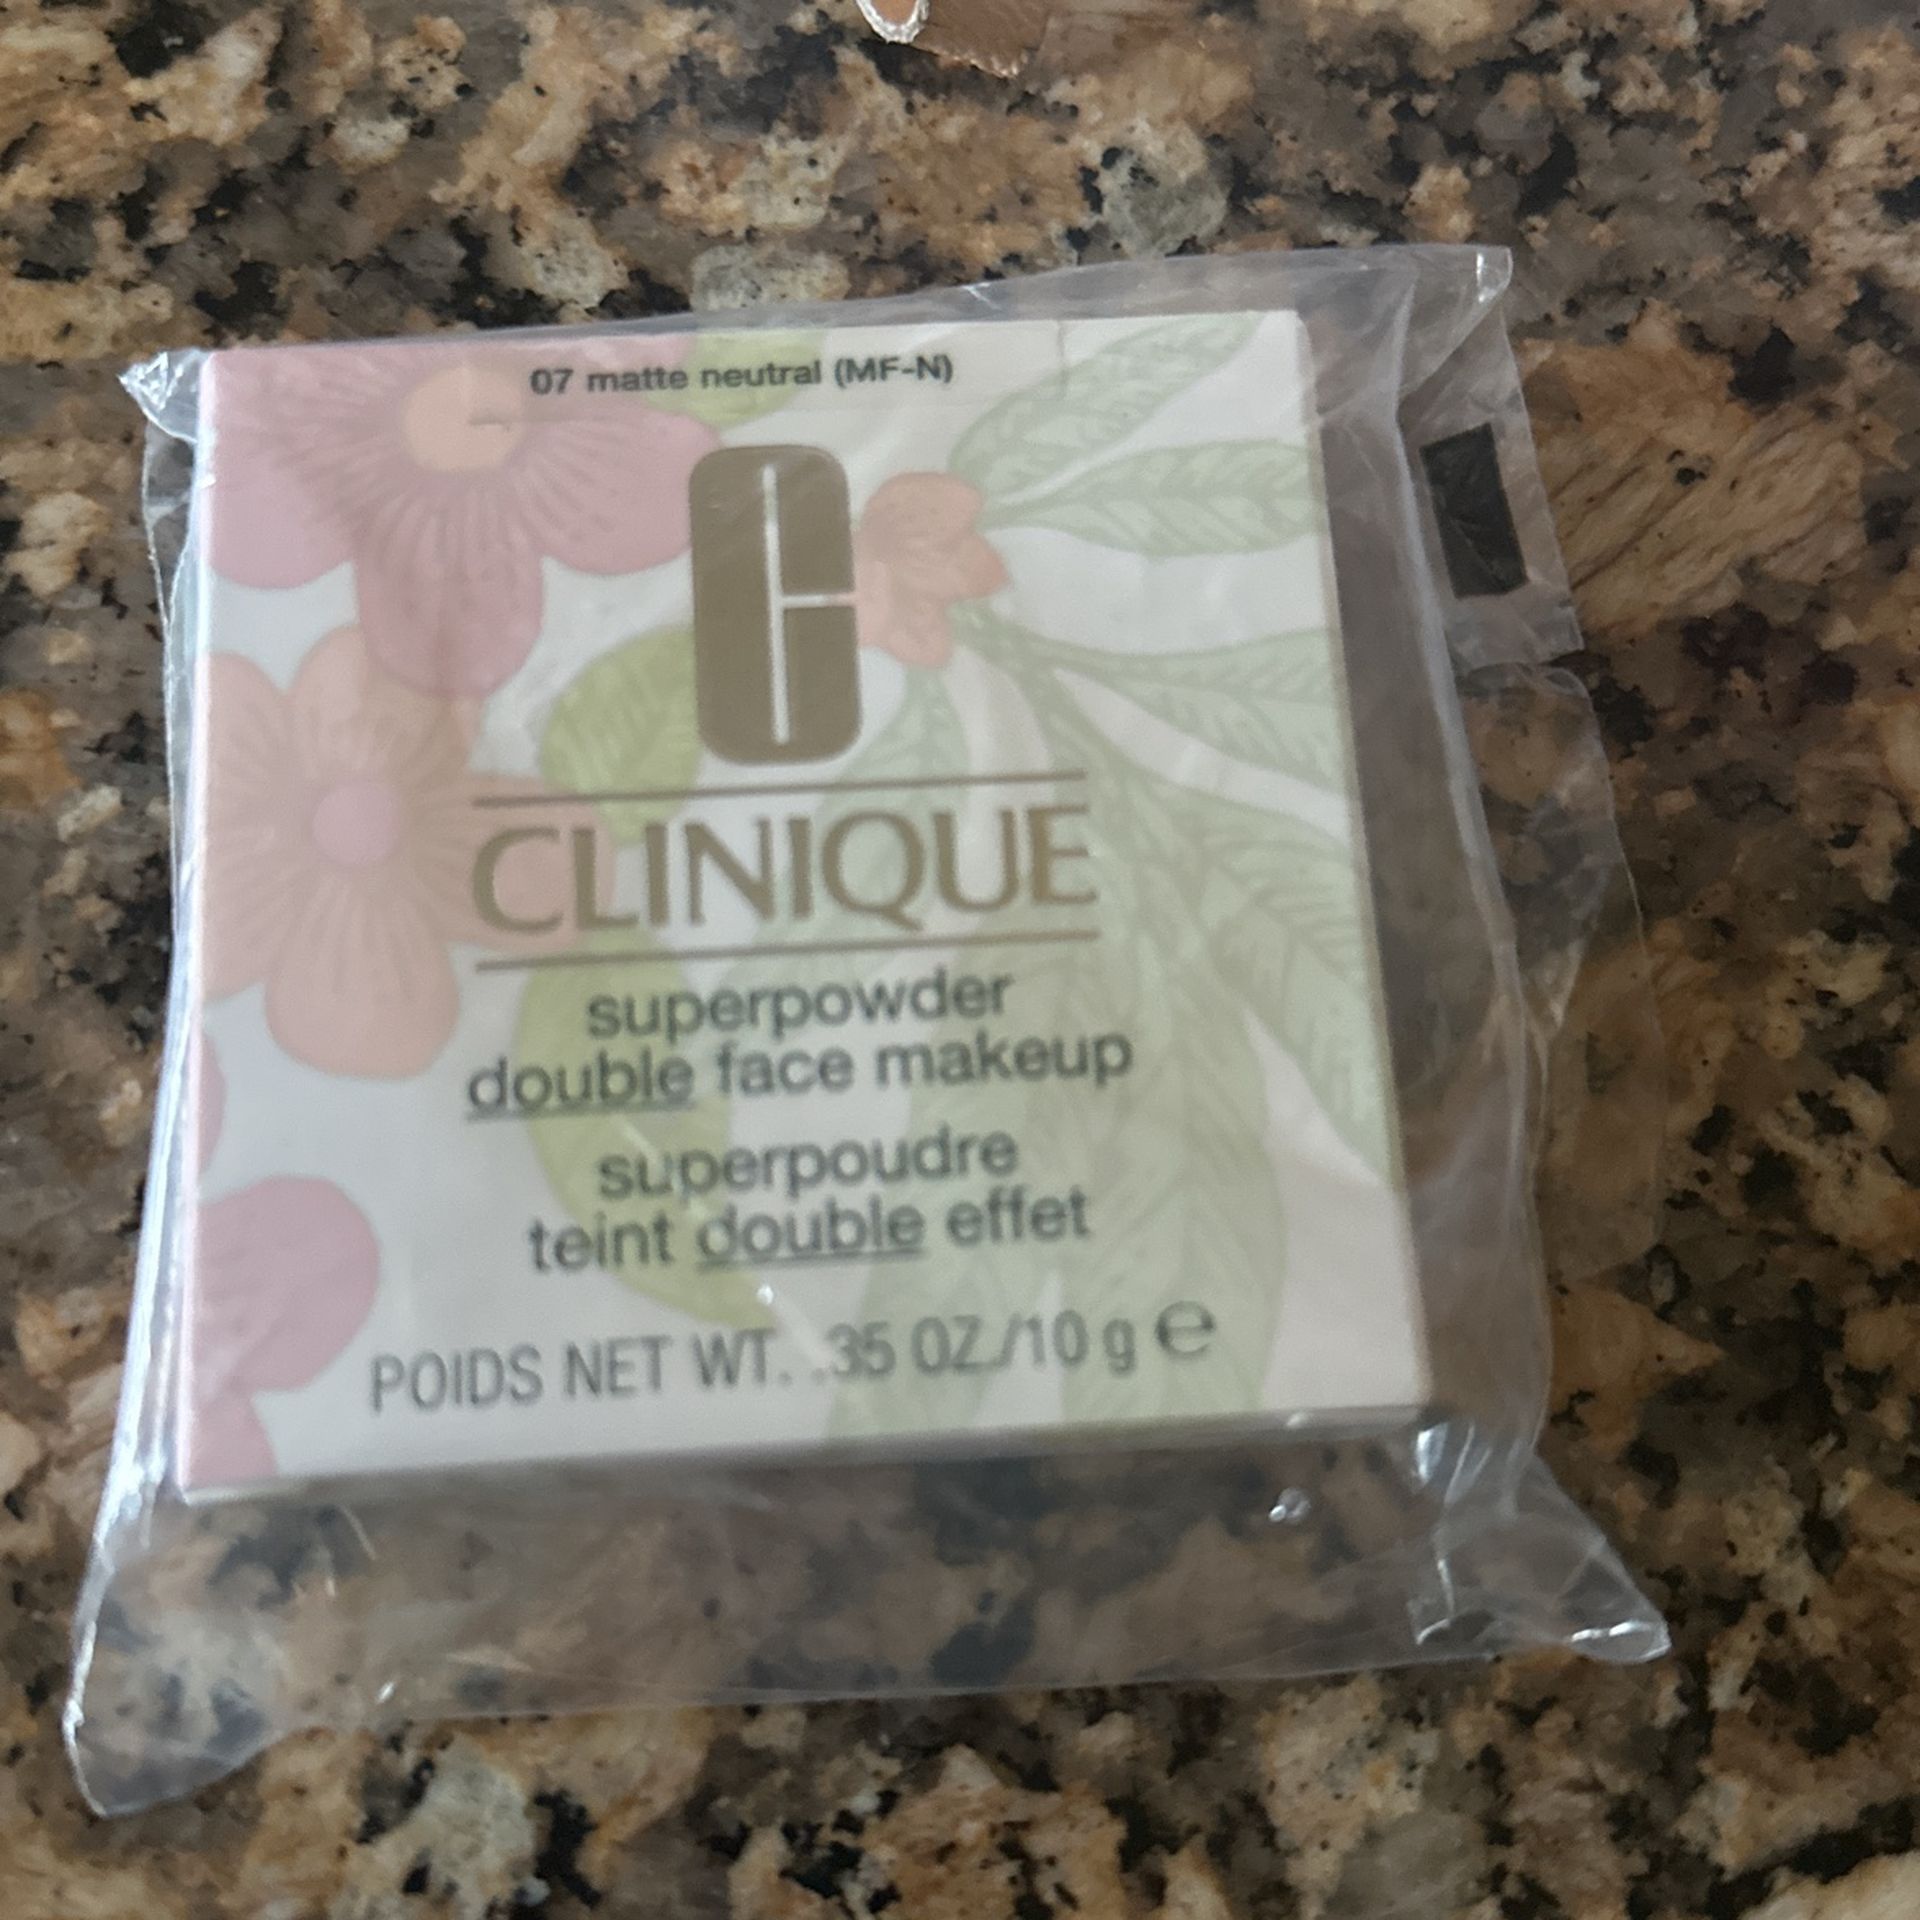 07 matte neutral (MF-N)
C
CLINIQUE
superpowder
double face makeup
superpoudre
teint double effet
POIDS NET WT. .35 OZ./10 g ℮